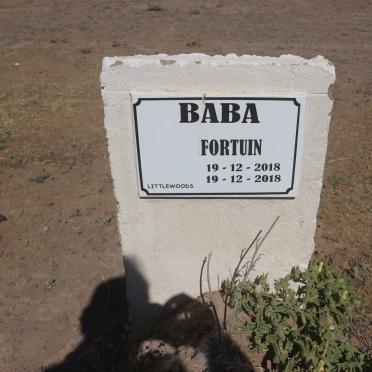 BABA
FORTUIN
19 - 12 - 2018
19 - 12 - 2018
LITTLEWOODS